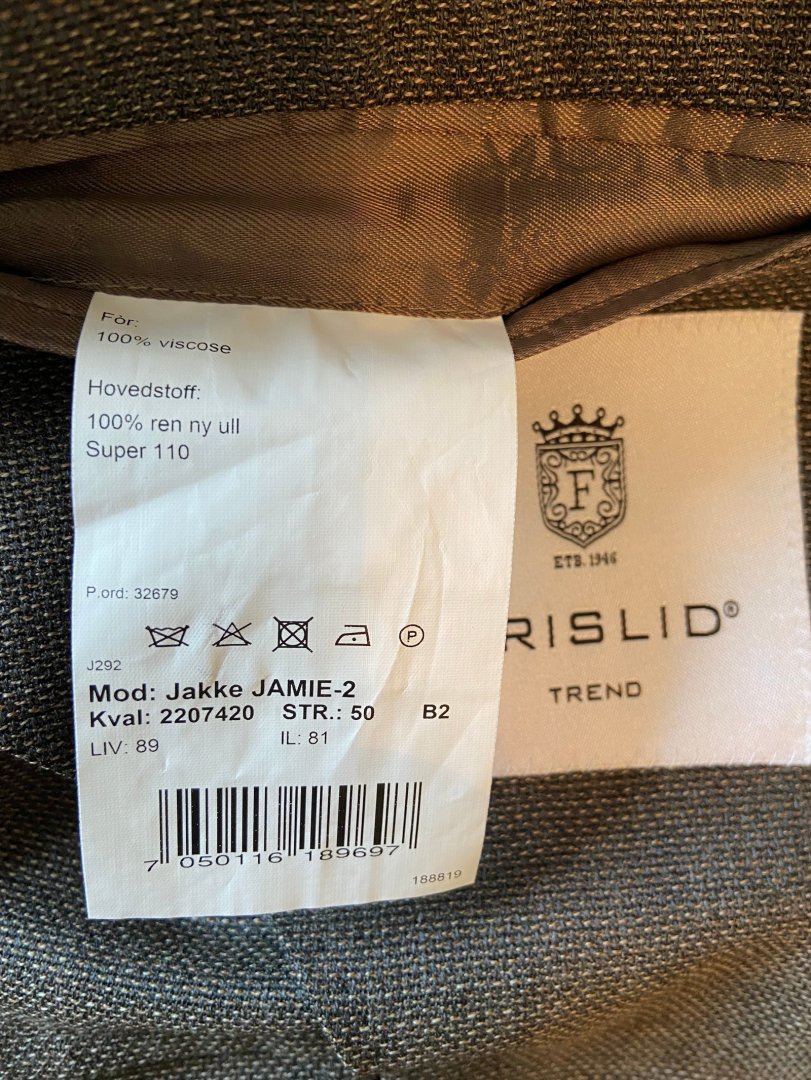 Fòr:
100% viscose
Hovedstoff:
100% ren ny ull
Super 110
P.ord: 32679
P
J292
Mod: Jakke JAMIE-2
Kval: 2207420 STR.: 50 B2
LIV: 89 IL: 81
7 050116 189697
188819
F
ETB. 1946
RISLID®
TREND